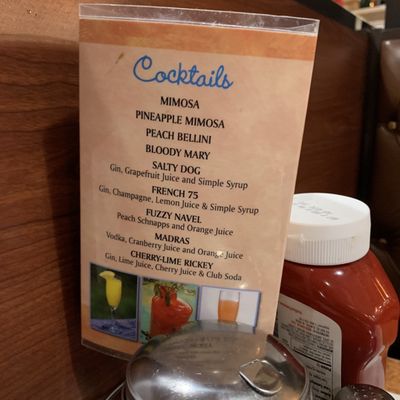 Cocktails
MIMOSA
PINEAPPLE MIMOSA
PEACH BELLINI
BLOODY MARY
SALTY DOG
Gin, Grapefruit Juice and Simple Syrup
FRENCH 75
Gin, Champagne, Lemon Juice & Simple Syrup
FUZZY NAVEL
Peach Schnapps and Orange Juice
MADRAS
Vodka, Cranberry Juice and Orange Juice
CHERRY-LIME RICKEY
Gin, Lime Juice, Cherry Juice & Club Soda